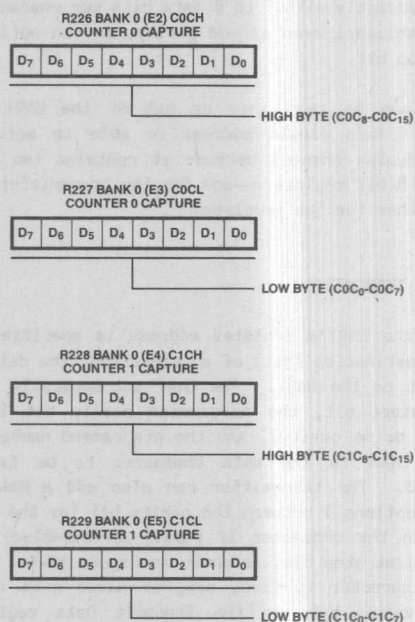 R226 BANK 0 (E2) C0CH
COUNTER 0 CAPTURE
D7 D6 D5 D4 D3 D2 D1 D0
HIGH BYTE (C0C8-C0C15)
R227 BANK 0 (E3) C0CL
COUNTER 0 CAPTURE
D7 D6 D5 D4 D3 D2 D1 D0
LOW BYTE (C0C0-C0C7)
R228 BANK 0 (E4) C1CH
COUNTER 1 CAPTURE
D7 D6 D5 D4 D3 D2 D1 D0
HIGH BYTE (C1C8-C1C15)
R229 BANK 0 (E5) C1CL
COUNTER 1 CAPTURE
D7 D6 D5 D4 D3 D2 D1 D0
LOW BYTE (C1C0-C1C7)